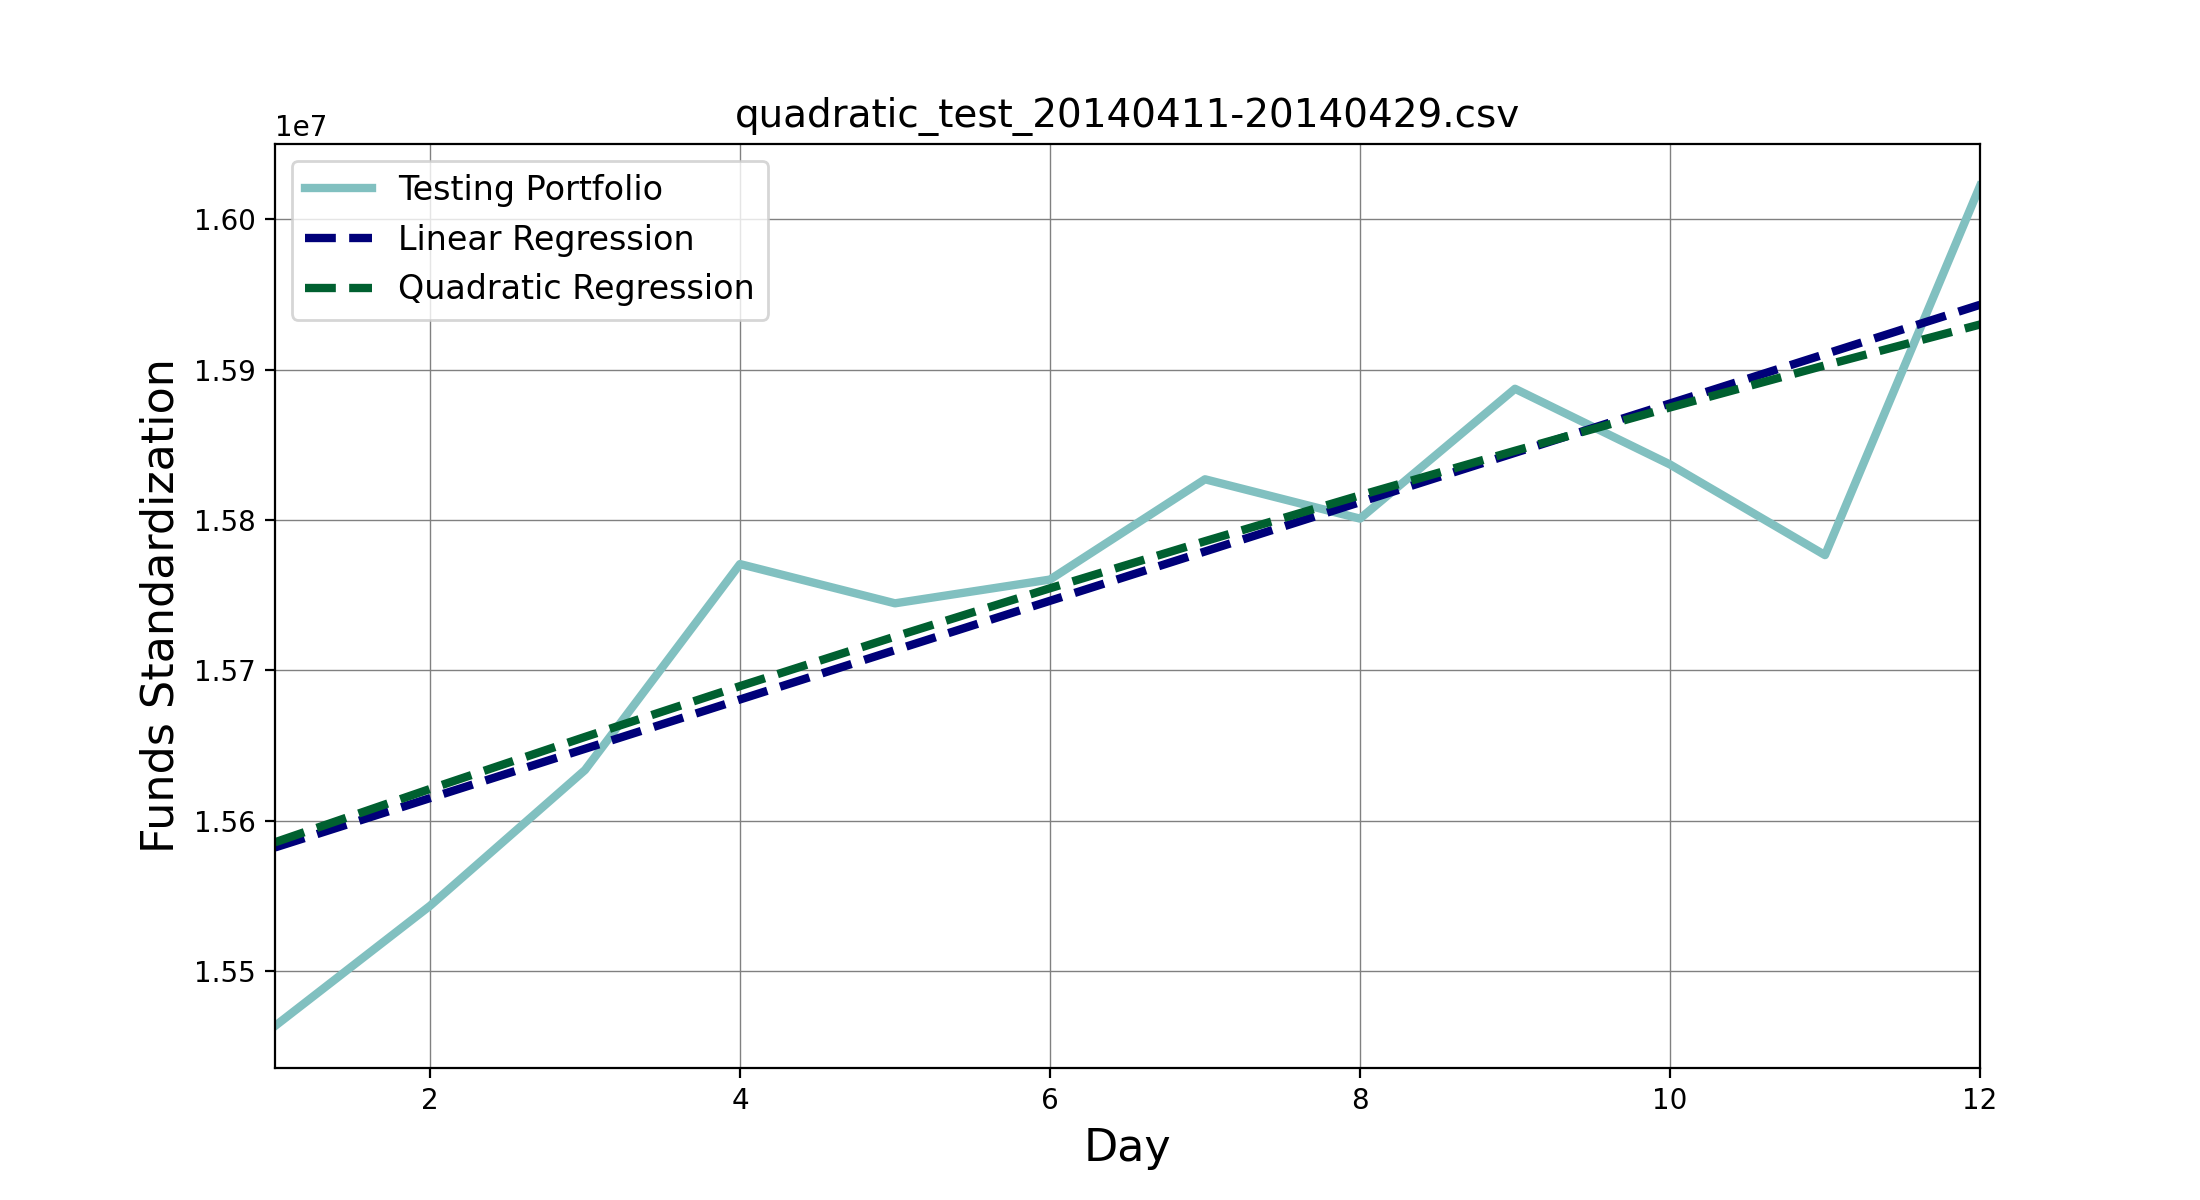 quadratic_test_20140411-20140429.csv
1e7
Testing Portfolio
Linear Regression
Quadratic Regression
1.60
1.59
1.58
1.57
1.56
1.55
Funds Standardization
2 4 6 8 10 12
Day